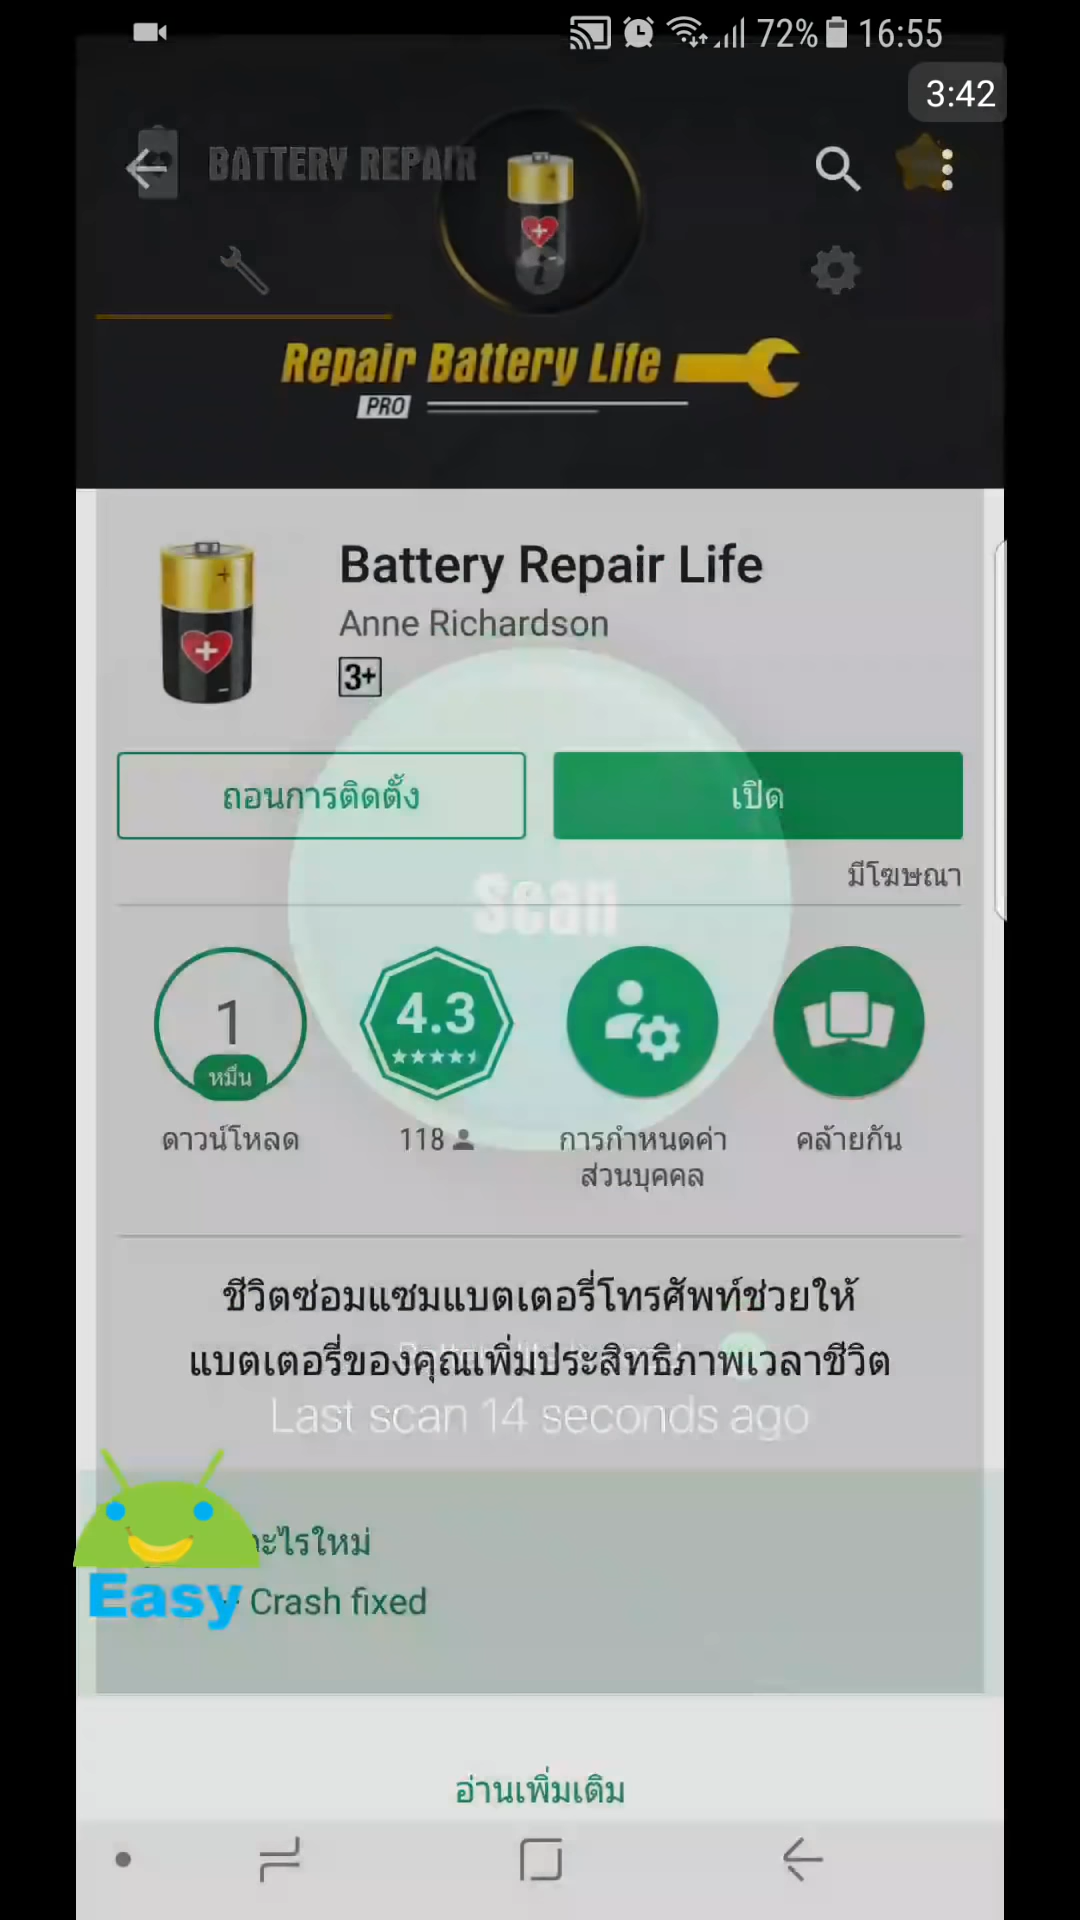 72% 16:55
3:42
BATTERY REPAIR
Repair Battery Life
PRO
Battery Repair Life
Anne Richardson
3+
ถอนการติดตั้ง
เปิด
มีโฆษณา
Scan
1
หมื่น
4.3
ดาวน์โหลด
118
การกำหนดค่า
ส่วนบุคคล
คล้ายกัน
ชีวิตซ่อมแซมแบตเตอรี่โทรศัพท์ช่วยให้
แบตเตอรี่ของคุณเพิ่มประสิทธิภาพเวลาชีวิต
Last scan 14 seconds ago
อะไรใหม่
Easy
Crash fixed
อ่านเพิ่มเติม